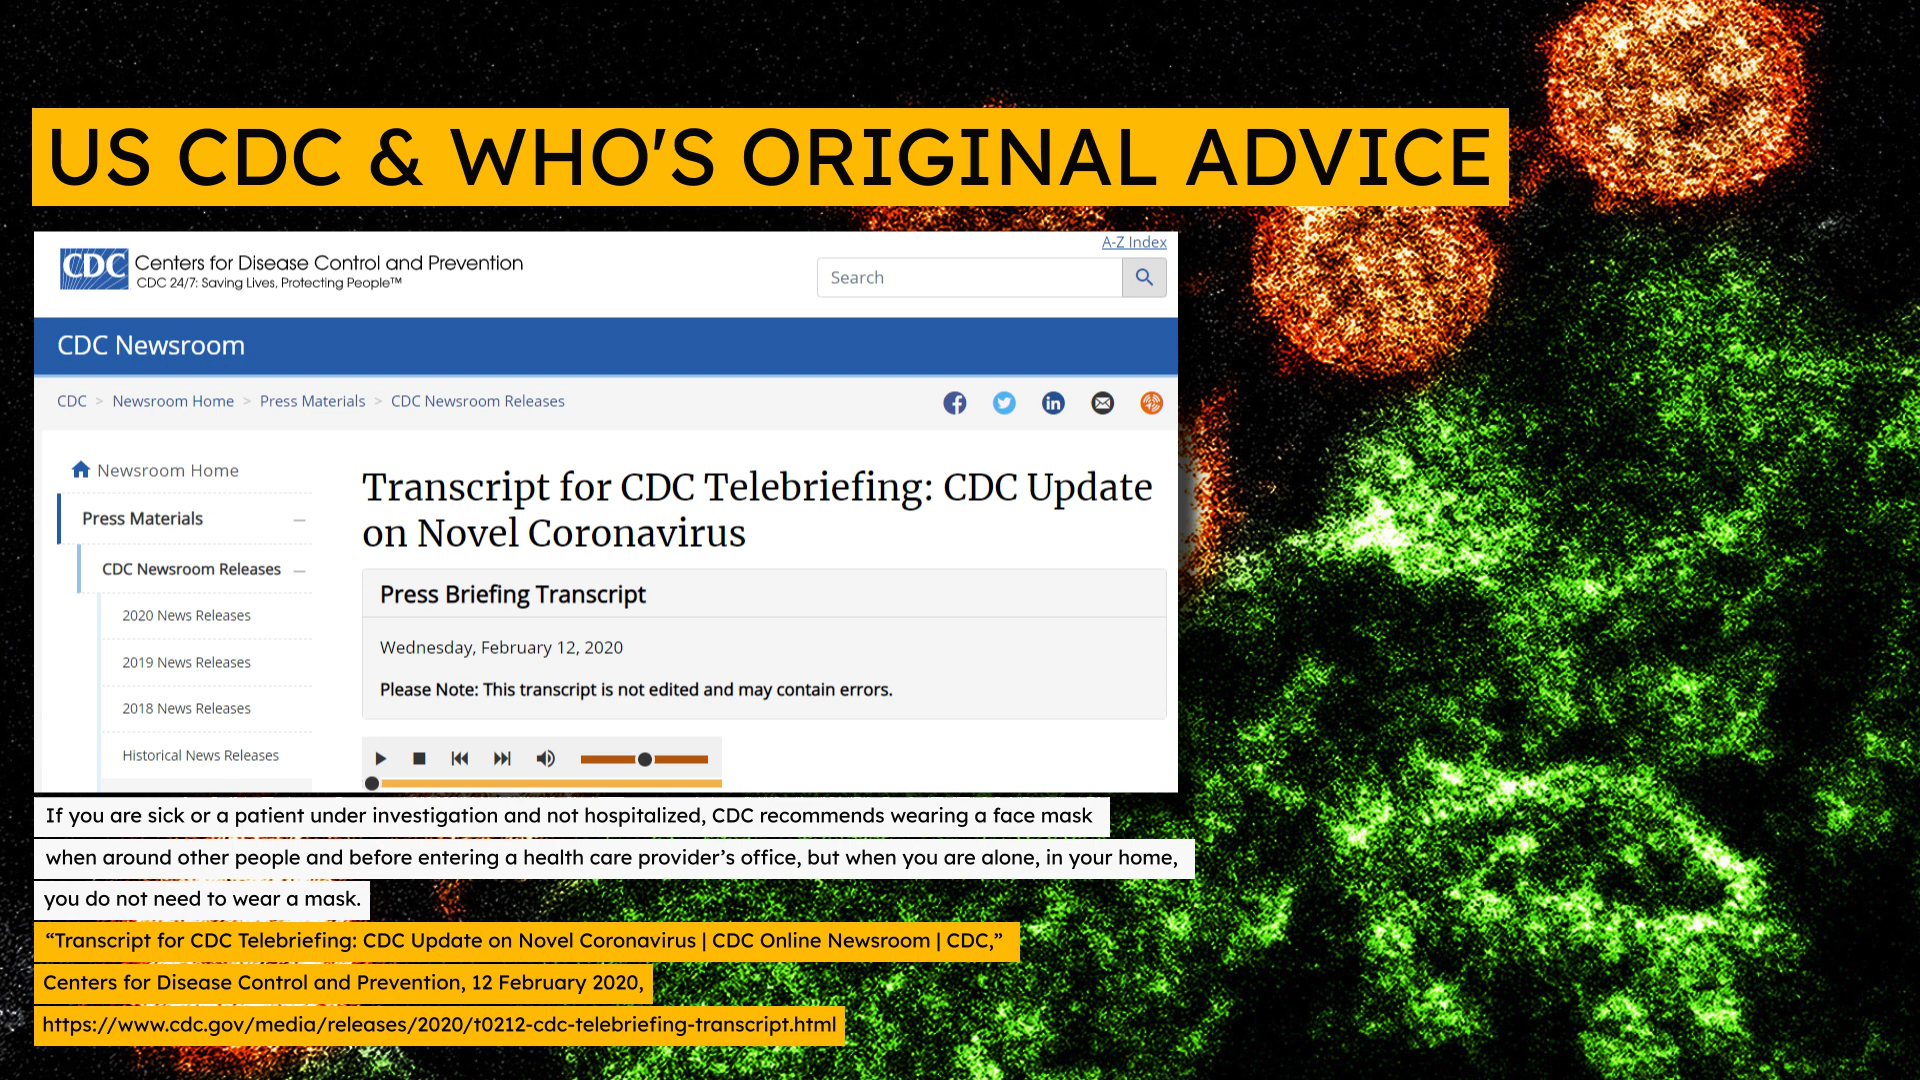 US CDC & WHO'S ORIGINAL ADVICE
A-Z Index
CDC Centers for Disease Control and Prevention
CDC 24/7: Saving Lives, Protecting People™
Search
CDC Newsroom
CDC > Newsroom Home > Press Materials > CDC Newsroom Releases
Newsroom Home
Press Materials
CDC Newsroom Releases
2020 News Releases
2019 News Releases
2018 News Releases
Historical News Releases
Transcript for CDC Telebriefing: CDC Update
on Novel Coronavirus
Press Briefing Transcript
Wednesday, February 12, 2020
Please Note: This transcript is not edited and may contain errors.
If you are sick or a patient under investigation and not hospitalized, CDC recommends wearing a face mask
when around other people and before entering a health care provider’s office, but when you are alone, in your home,
you do not need to wear a mask.
“Transcript for CDC Telebriefing: CDC Update on Novel Coronavirus | CDC Online Newsroom | CDC,”
Centers for Disease Control and Prevention, 12 February 2020,
https://www.cdc.gov/media/releases/2020/t0212-cdc-telebriefing-transcript.html